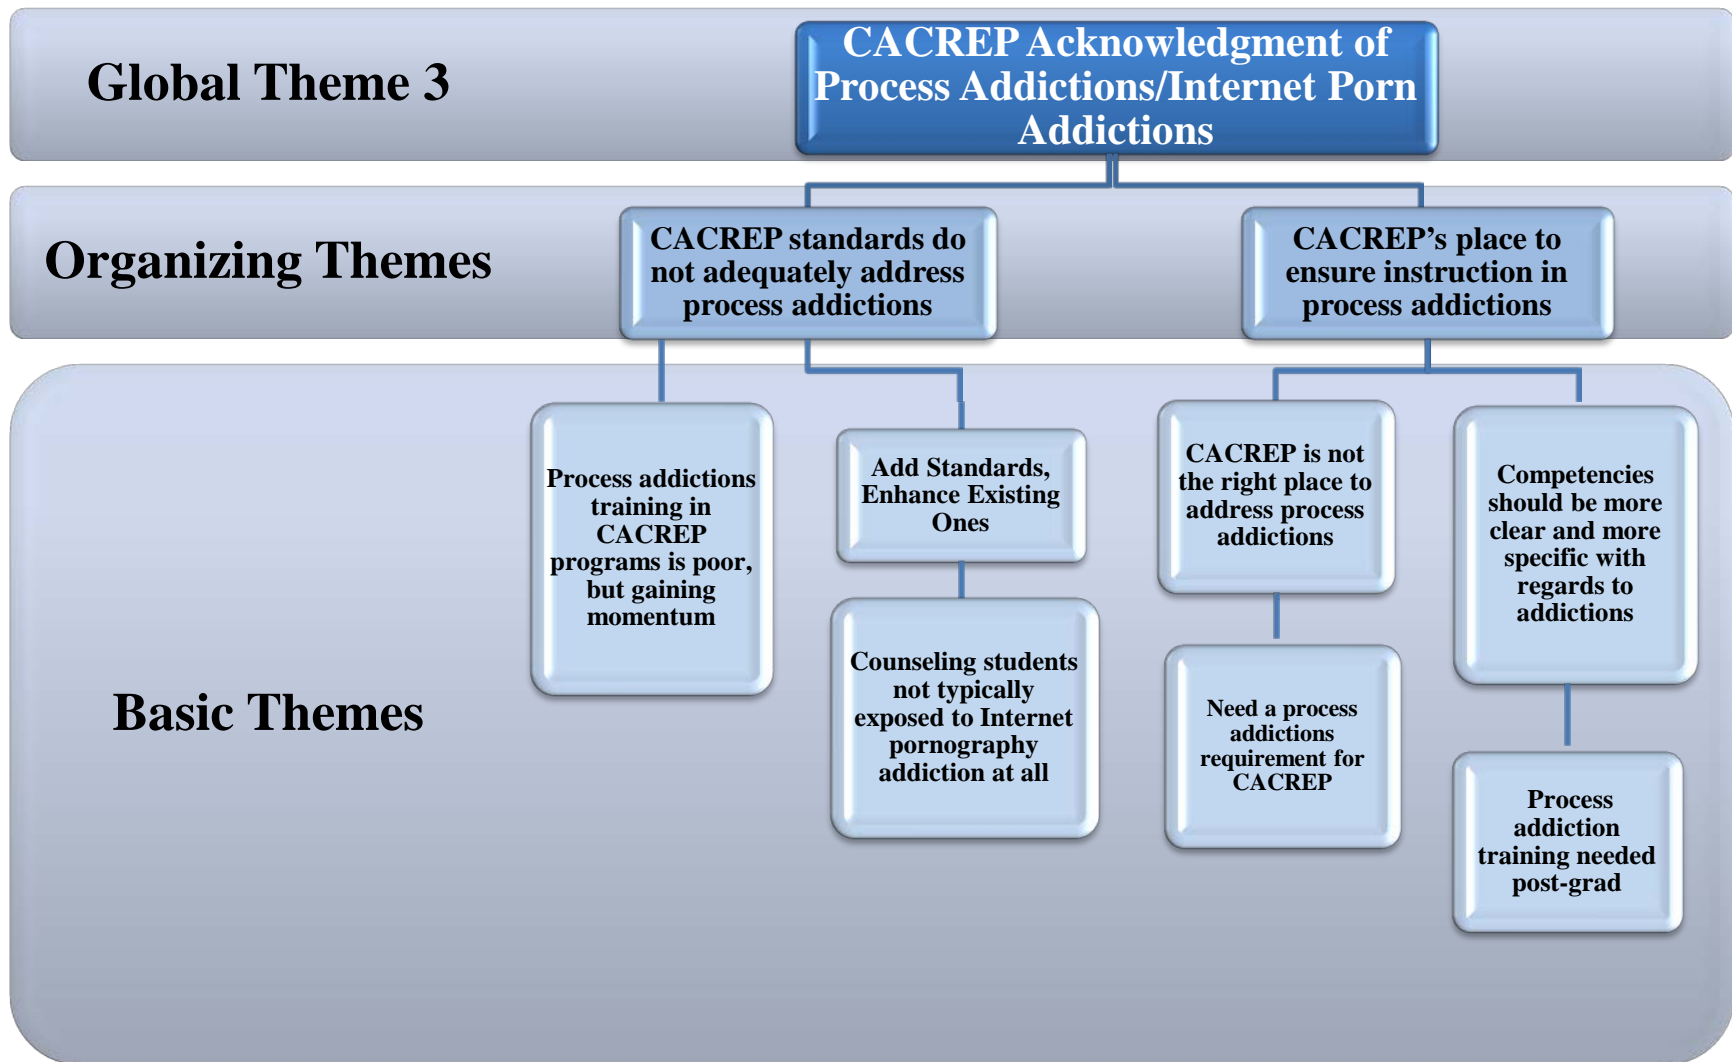 Global Theme 3
CACREP Acknowledgment of
Process Addictions/Internet Porn
Addictions
Organizing Themes
CACREP standards do
not adequately address
process addictions
CACREP’s place to
ensure instruction in
process addictions
Basic Themes
Process addictions
training in
CACREP
programs is poor,
but gaining
momentum
Add Standards,
Enhance Existing
Ones
Counseling students
not typically
exposed to Internet
pornography
addiction at all
CACREP is not
the right place to
address process
addictions
Need a process
addictions
requirement for
CACREP
Competencies
should be more
clear and more
specific with
regards to
addictions
Process
addiction
training needed
post-grad